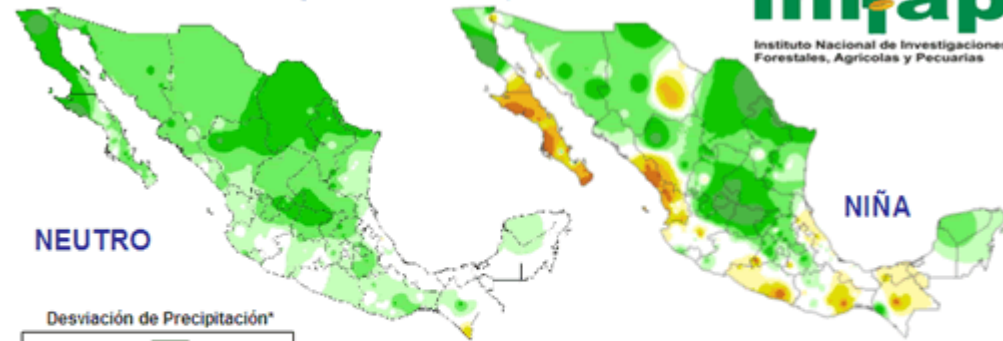 inifap
Instituto Nacional de Investigaciones
Forestales, Agrícolas y Pecuarias
NEUTRO
NIÑA
Desviación de Precipitación*